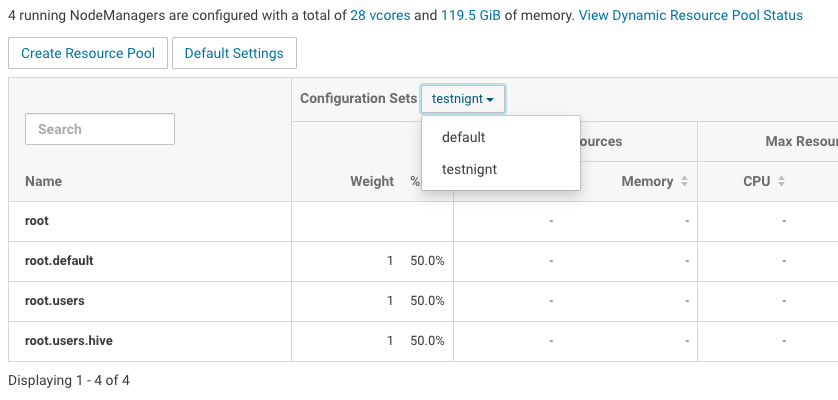 4 running NodeManagers are configured with a total of 28 vcores and 119.5 GiB of memory. View Dynamic Resource Pool Status
Create Resource Pool Default Settings
Configuration Sets testnignt
Search
default
testnignt
ources Max Resour
Name Weight % Memory CPU
root - - -
root.default 1 50.0% - - -
root.users 1 50.0% - - -
root.users.hive 1 50.0% - - -
Displaying 1 - 4 of 4